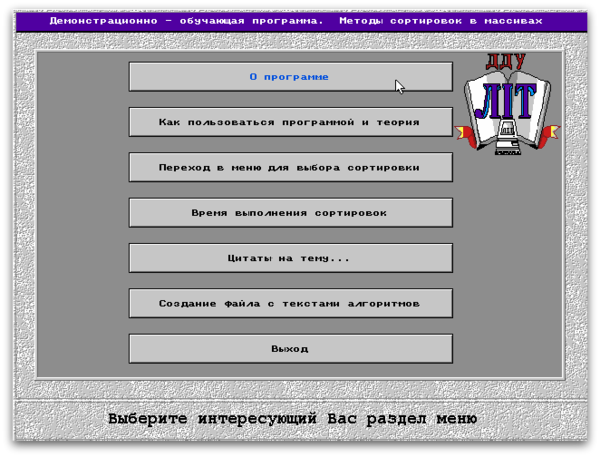 Демонстрационно - обучающая программа. Методы сортировок в массивах
ДДУ
ЛІТ
О программе
Как пользоваться программой и теория
Переход в меню для выбора сортировки
Время выполнения сортировок
Цитаты на тему...
Создание файла с текстами алгоритмов
Выход
Выберите интересующий Вас раздел меню